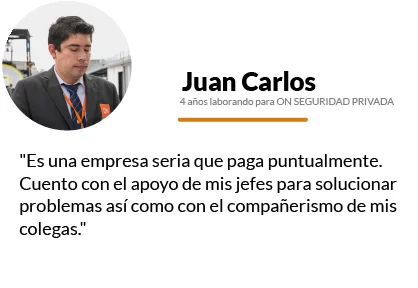 Juan Carlos
4 años laborando para ON SEGURIDAD PRIVADA
"Es una empresa seria que paga puntualmente.
Cuento con el apoyo de mis jefes para solucionar
problemas así como con el compañerismo de mis
colegas."